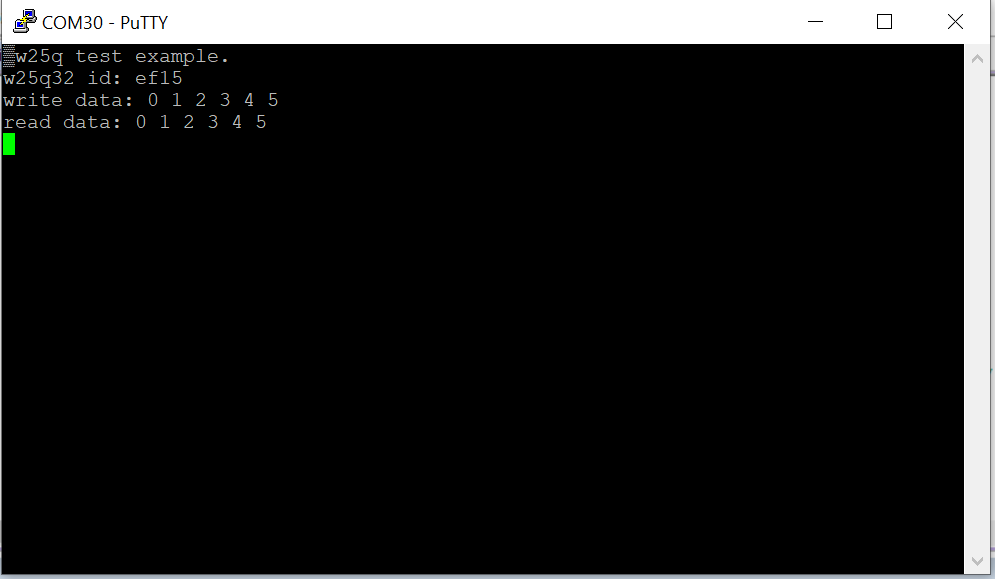 COM30 - PuTTY
w25q test example.
w25q32 id: ef15
write data: 0 1 2 3 4 5
read data: 0 1 2 3 4 5